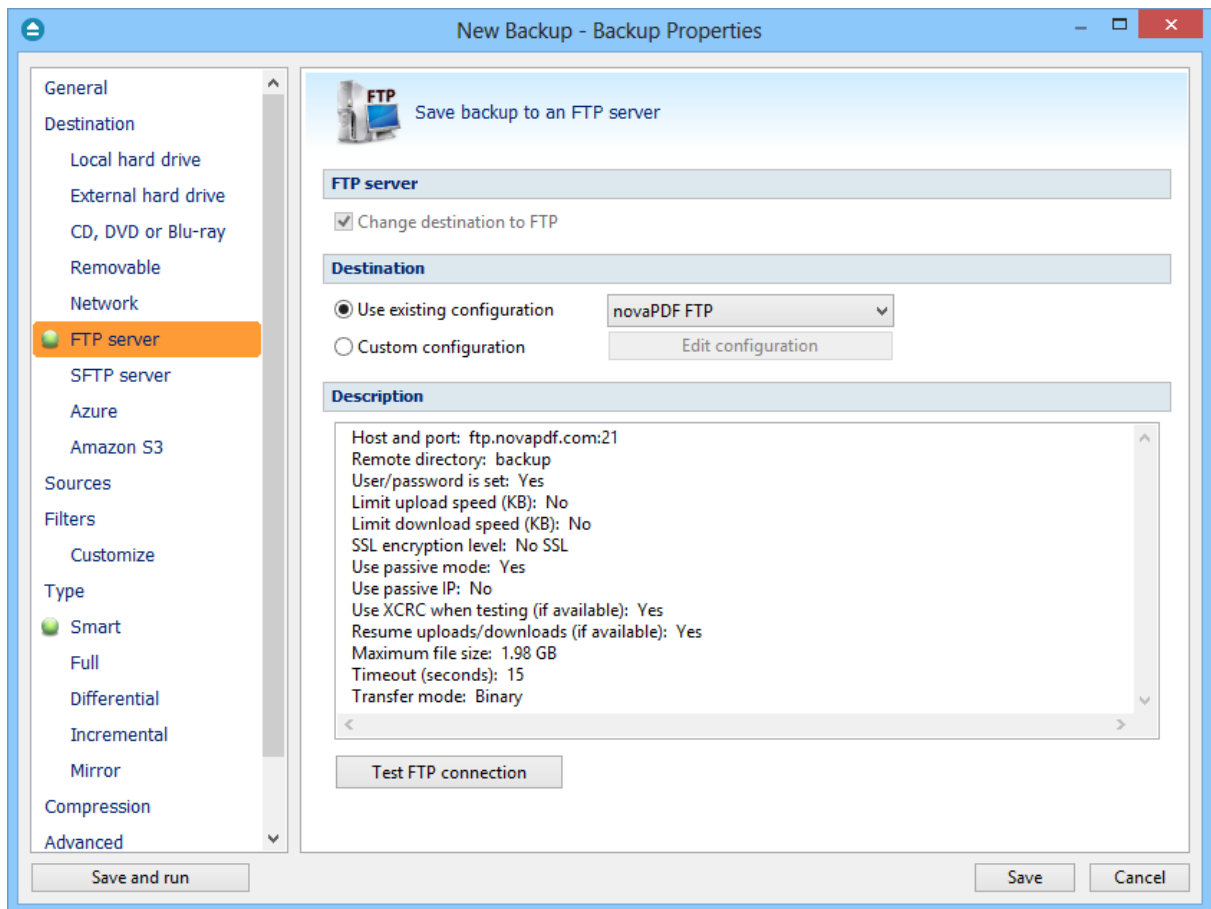 New Backup - Backup Properties
General
Destination
Local hard drive
External hard drive
CD, DVD or Blu-ray
Removable
Network
FTP server
SFTP server
Azure
Amazon S3
Sources
Filters
Customize
Type
Smart
Full
Differential
Incremental
Mirror
Compression
Advanced
FTP
Save backup to an FTP server
FTP server
Change destination to FTP
Destination
Use existing configuration novaPDF FTP
Custom configuration Edit configuration
Description
Host and port: ftp.novapdf.com:21
Remote directory: backup
User/password is set: Yes
Limit upload speed (KB): No
Limit download speed (KB): No
SSL encryption level: No SSL
Use passive mode: Yes
Use passive IP: No
Use XCRC when testing (if available): Yes
Resume uploads/downloads (if available): Yes
Maximum file size: 1.98 GB
Timeout (seconds): 15
Transfer mode: Binary
Test FTP connection
Save and run
Save
Cancel